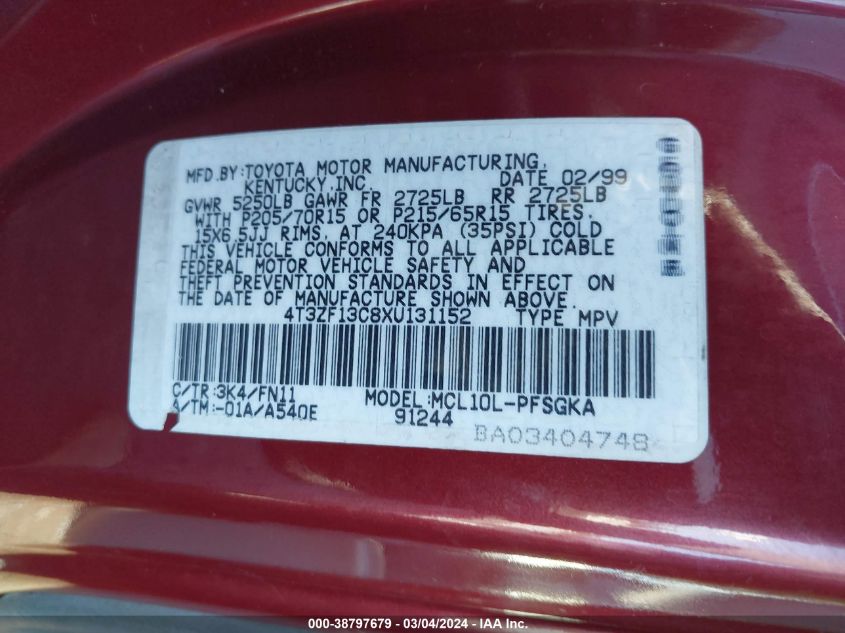 MFD.BY:TOYOTA MOTOR MANUFACTURING,
KENTUCKY,INC. DATE 02/99
GVWR 5250LB GAWR FR 2725LB RR 2725LB
WITH P205/70R15 OR P215/65R15 TIRES,
15X6.5JJ RIMS, AT 240KPA (35PSI) COLD
THIS VEHICLE CONFORMS TO ALL APPLICABLE
FEDERAL MOTOR VEHICLE SAFETY AND
THEFT PREVENTION STANDARDS IN EFFECT ON
THE DATE OF MANUFACTURE SHOWN ABOVE.
4T3ZF13C8XU131152 TYPE MPV
C/TR:3K4/FN11 MODEL:MCL10L-PFSGKA
A/TM:-01A/A540E 91244
BA03404748
000-38797679 - 03/04/2024 - IAA Inc.